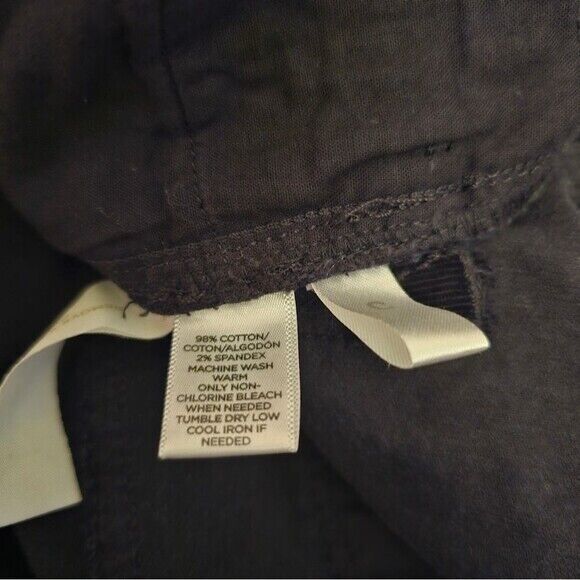 98% COTTON/
COTON/ALGODÓN
2% SPANDEX
MACHINE WASH
WARM
ONLY NON-
CHLORINE BLEACH
WHEN NEEDED
TUMBLE DRY LOW
COOL IRON IF
NEEDED